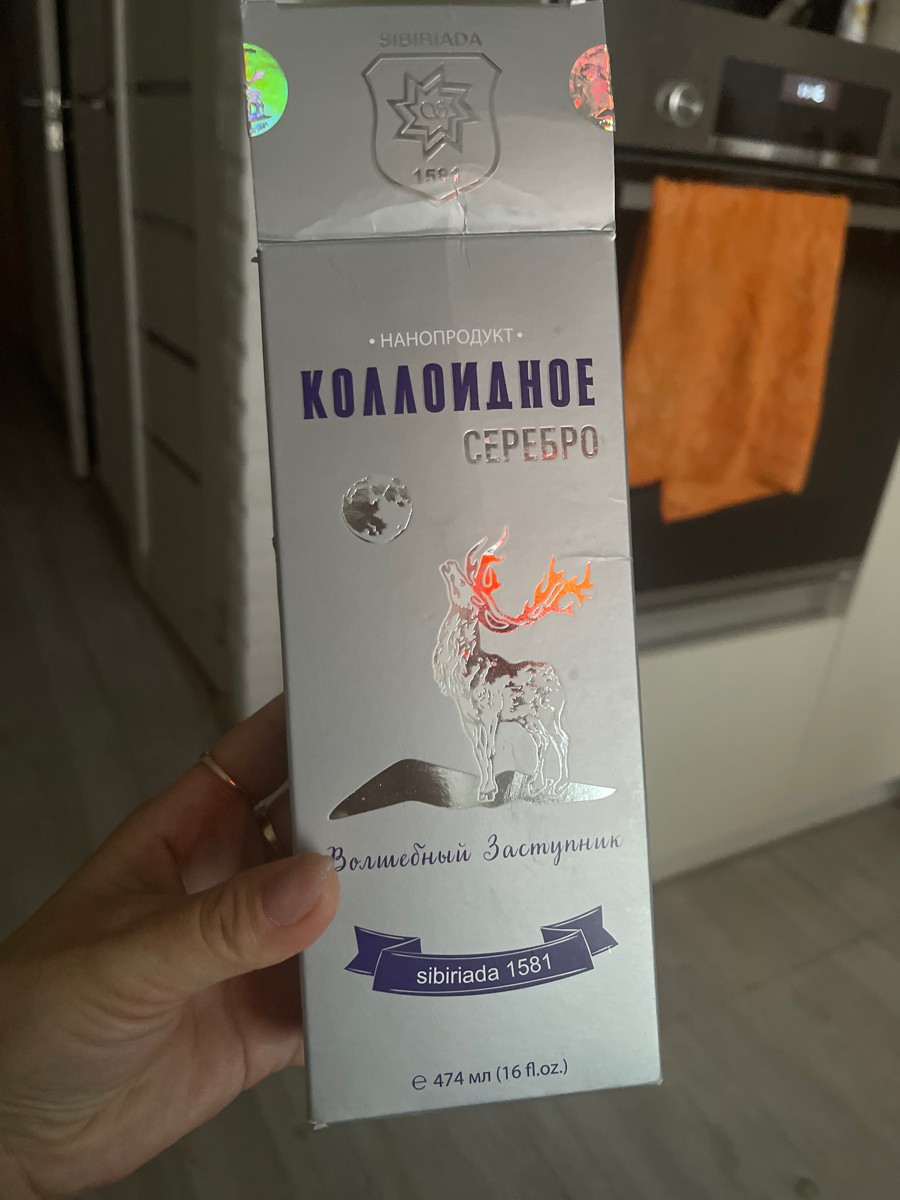 SIBIRIADA
1581
• НАНОПРОДУКТ •
КОЛЛОИДНОЕ
СЕРЕБРО
Волшебный Заступник
sibiriada 1581
℮ 474 мл (16 fl.oz.)